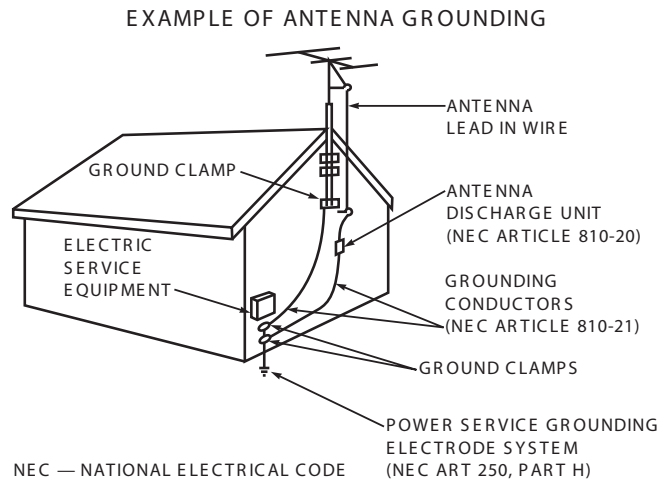 EXAMPLE OF ANTENNA GROUNDING
ANTENNA
LEAD IN WIRE
GROUND CLAMP
ANTENNA
DISCHARGE UNIT
(NEC ARTICLE 810-20)
ELECTRIC
SERVICE
EQUIPMENT
GROUNDING
CONDUCTORS
(NEC ARTICLE 810-21)
GROUND CLAMPS
POWER SERVICE GROUNDING
ELECTRODE SYSTEM
(NEC ART 250, PART H)
NEC — NATIONAL ELECTRICAL CODE